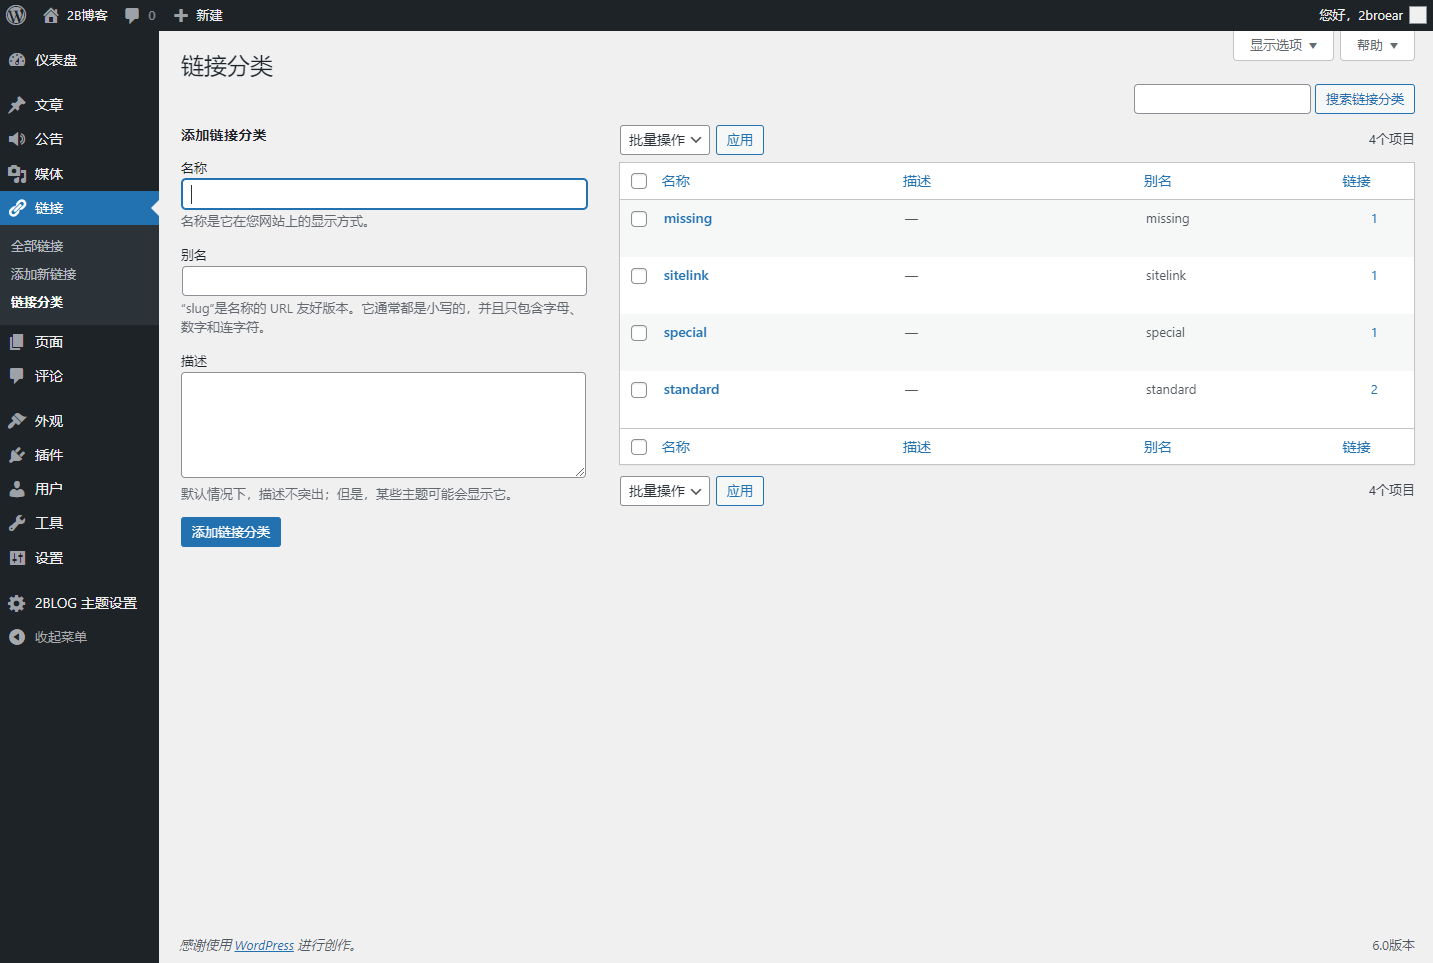 2B博客
0
新建
您好，2broear
仪表盘
文章
公告
媒体
链接
全部链接
添加新链接
链接分类
页面
评论
外观
插件
用户
工具
设置
2BLOG 主题设置
收起菜单
显示选项
帮助
链接分类
搜索链接分类
添加链接分类
名称
名称是它在您网站上的显示方式。
别名
“slug”是名称的 URL 友好版本。它通常都是小写的，并且只包含字母、
数字和连字符。
描述
默认情况下，描述不突出；但是，某些主题可能会显示它。
添加链接分类
批量操作 应用 4个项目
名称 描述 别名 链接
missing — missing 1
sitelink — sitelink 1
special — special 1
standard — standard 2
名称 描述 别名 链接
批量操作 应用 4个项目
感谢使用 WordPress 进行创作。
6.0版本